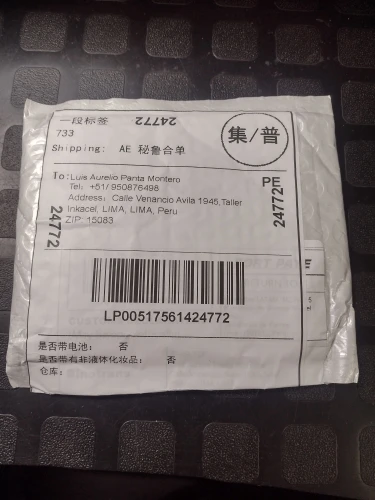 一段标签 24772
733
集/普
Shipping: AE 秘鲁合单
To:Luis Aurelio Panta Montero
Tel: +51/950876498
Address: Calle Venancio Avila 1945,Taller
Inkacel, LIMA, LIMA, Peru
ZIP: 15083
PE
24772
24772
LP00517561424772
是否带电池: 否
是否带有非液体化妆品: 否
仓库: